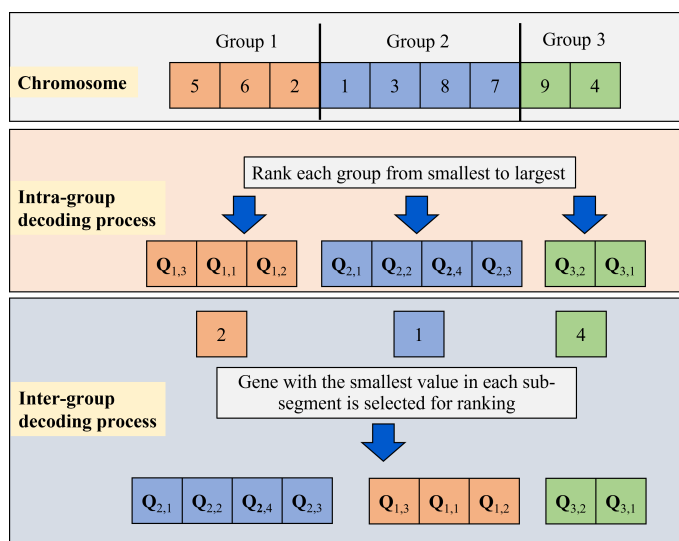 Group 1 Group 2 Group 3
Chromosome
5 6 2 1 3 8 7 9 4
Rank each group from smallest to largest
Intra-group
decoding process
Q1,3 Q1,1 Q1,2 Q2,1 Q2,2 Q2,4 Q2,3 Q3,2 Q3,1
2 1 4
Gene with the smallest value in each sub-
segment is selected for ranking
Inter-group
decoding process
Q2,1 Q2,2 Q2,4 Q2,3 Q1,3 Q1,1 Q1,2 Q3,2 Q3,1